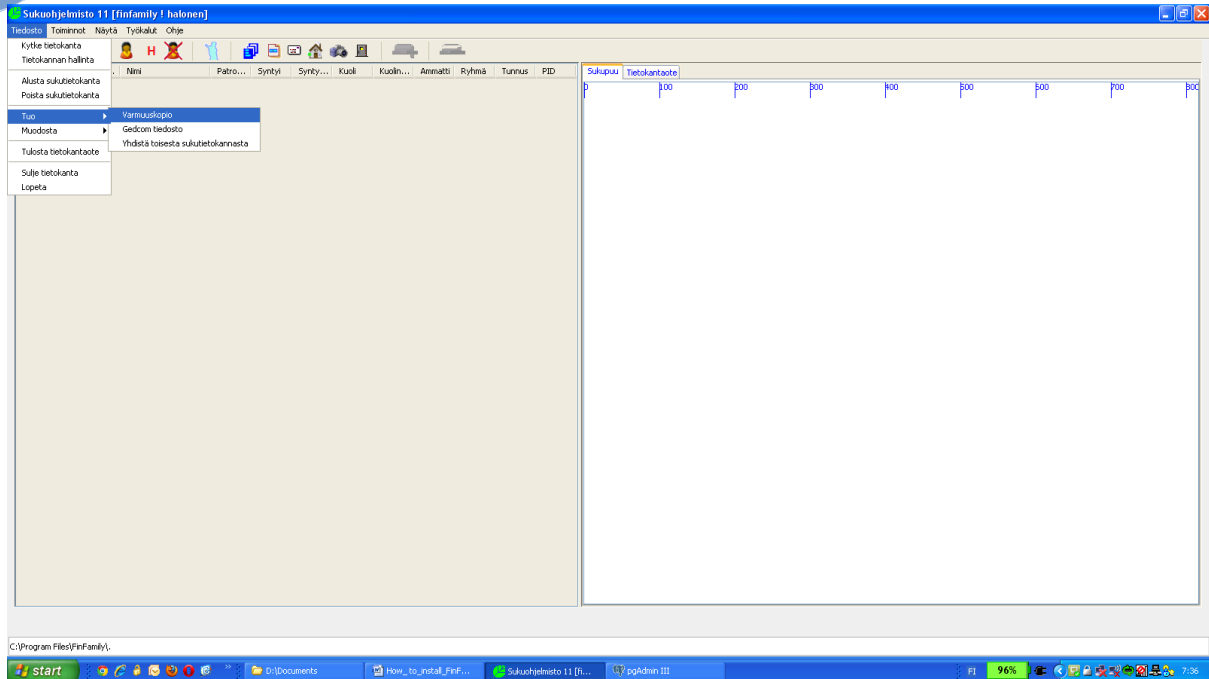 Sukuohjelmisto 11 [finfamily ! halonen]
Tiedosto Toiminnot Näytä Työkalut Ohje
Kytke tietokanta
Tietokannan hallinta
Alusta sukutietokanta
Poista sukutietokanta
Tuo
Muodosta
Tulosta tietokantaote
Sulje tietokanta
Lopeta
Varmuuskopio
Gedcom tiedosto
Yhdistä toisesta sukutietokannasta
H
. Nimi Patro... Syntyi Synty... Kuoli Kuolin... Ammatti Ryhmä Tunnus PID
Sukupuu Tietokantaote
0 100 200 300 400 500 600 700 800
C:\Program Files\FinFamily\.
start D:\Documents How_to_install_FinF... Sukuohjelmisto 11 [fi... pgAdmin III FI 96% 7:36